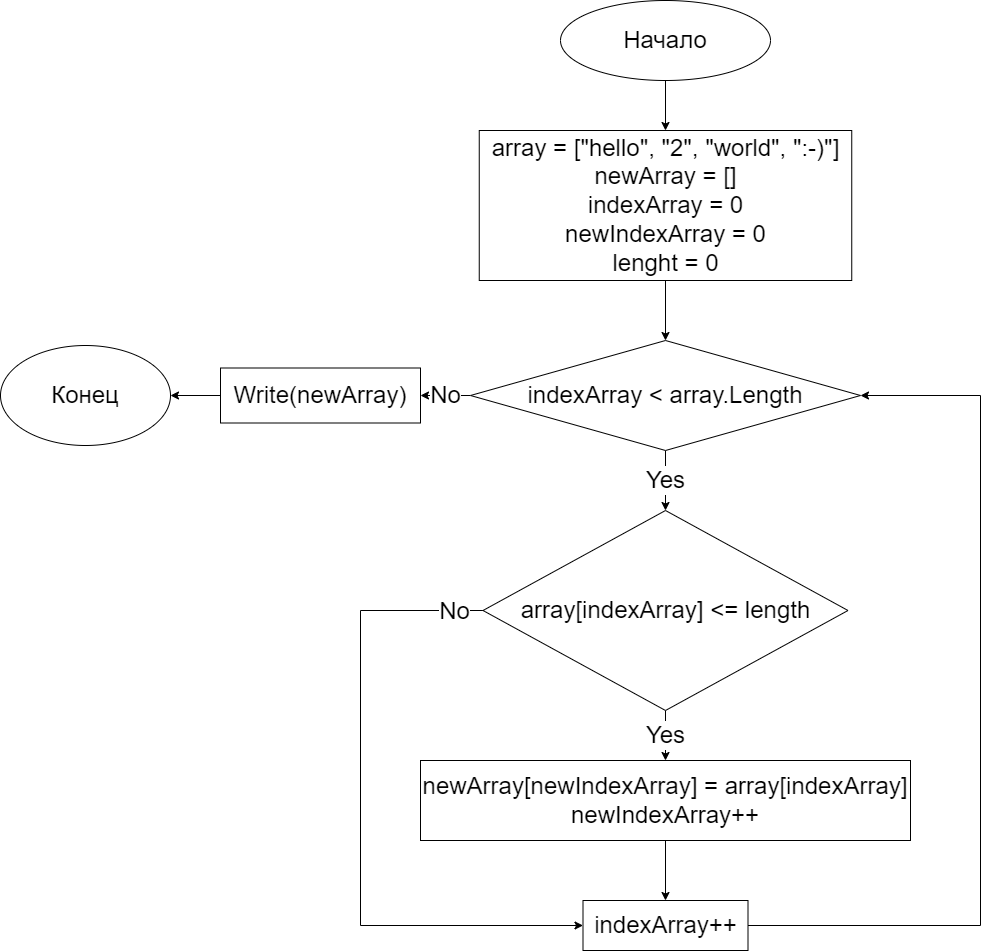 Начало
array = ["hello", "2", "world", ":-)"]
newArray = []
indexArray = 0
newIndexArray = 0
lenght = 0
indexArray < array.Length
No
Write(newArray)
Конец
Yes
array[indexArray] <= length
No
Yes
newArray[newIndexArray] = array[indexArray]
newIndexArray++
indexArray++